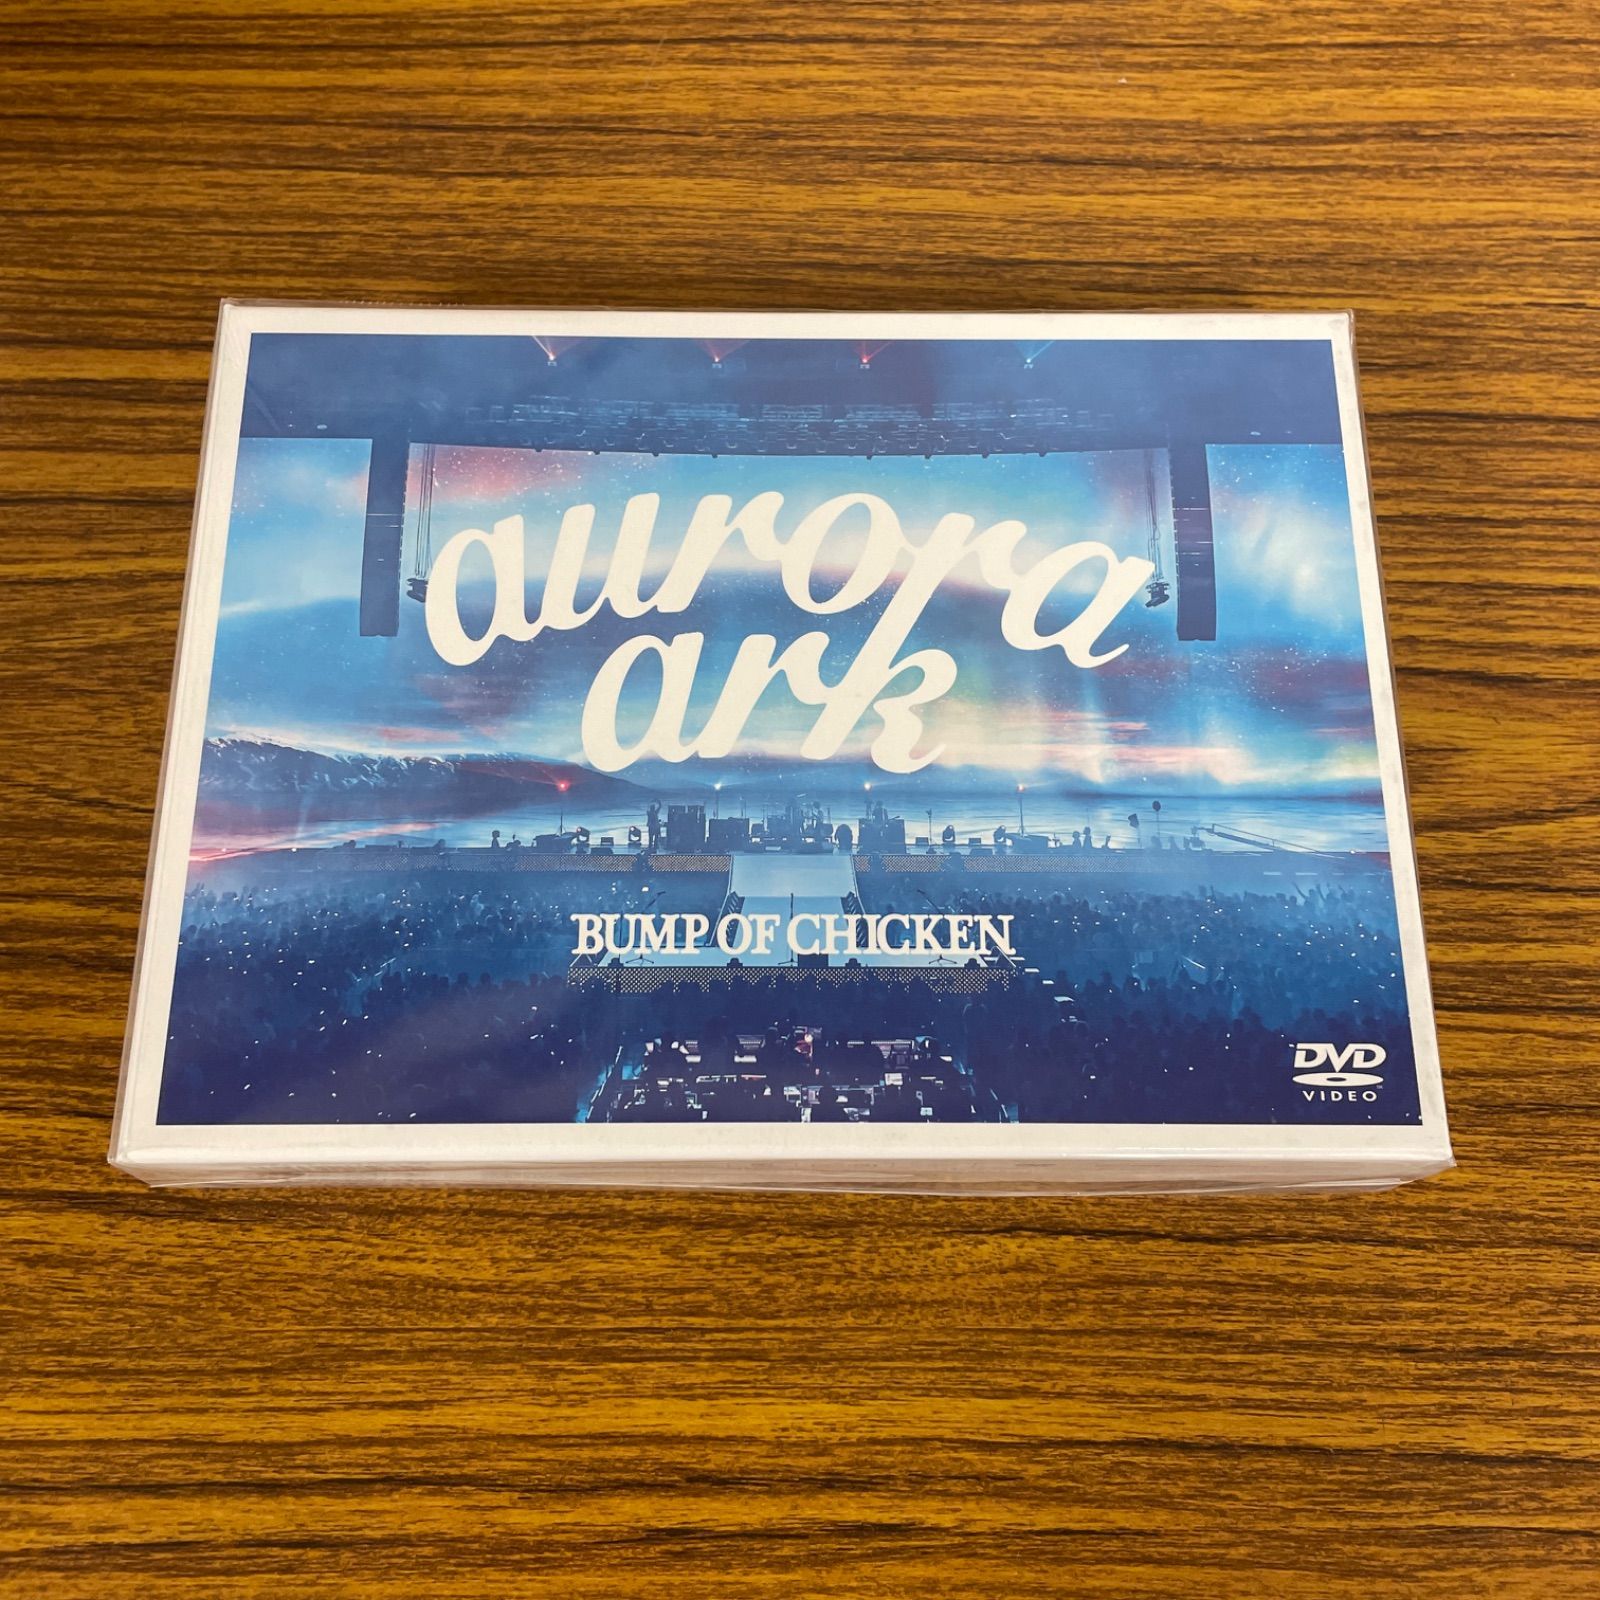 aurora
ark
BUMP OF CHICKEN
DVD
VIDEO